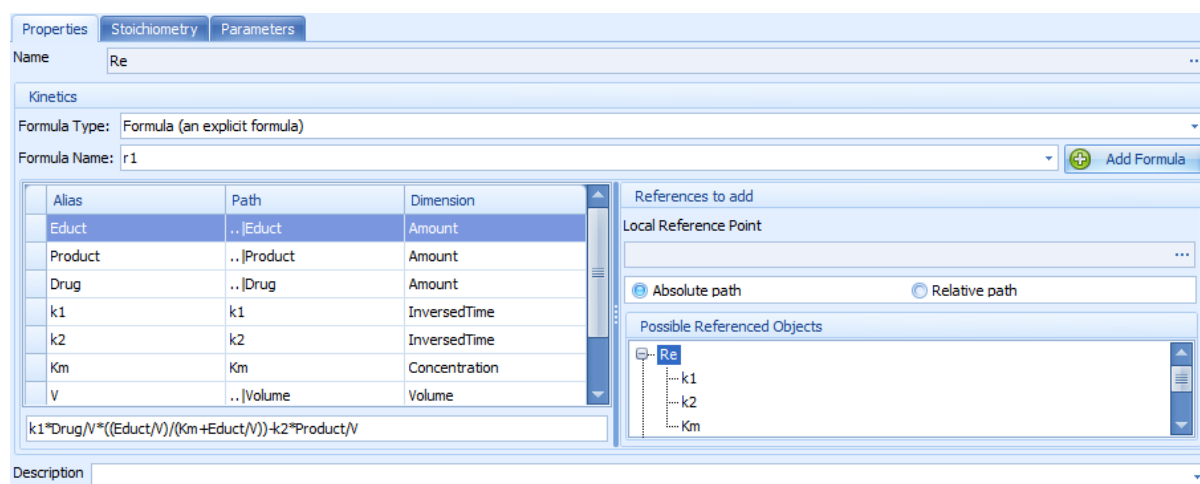 Properties Stoichiometry Parameters
Name Re ...
Kinetics
Formula Type: Formula (an explicit formula)
Formula Name: r1 Add Formula
Alias Path Dimension
Educt ..|Educt Amount
Product ..|Product Amount
Drug ..|Drug Amount
k1 k1 InversedTime
k2 k2 InversedTime
Km Km Concentration
V ..|Volume Volume
k1*Drug/V*((Educt/V)/(Km+Educt/V))-k2*Product/V
References to add
Local Reference Point
...
Absolute path Relative path
Possible Referenced Objects
Re
k1
k2
Km
Description